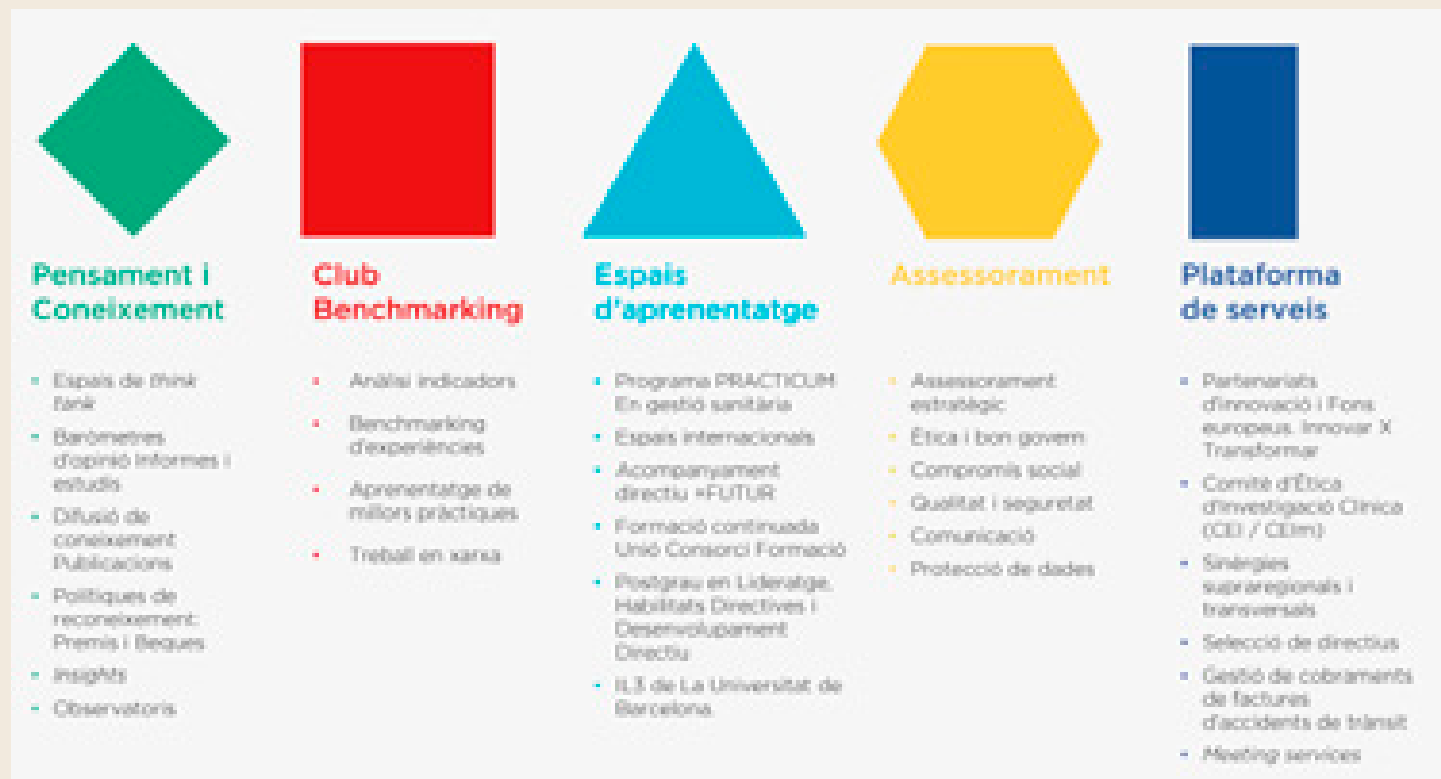 Pensament i
Coneixement
• Espais de think
tank
• Baròmetres
d'opinió Informes i
estudis
• Difusió de
coneixement
Publicacions
• Polítiques de
reconeixement:
Premis i Beques
• Insights
• Observatoris
Club
Benchmarking
• Anàlisi indicadors
• Benchmarking
d'experiències
• Aprenentatge de
millors pràctiques
• Treball en xarxa
Espais
d'aprenentatge
• Programa PRACTICUM
En gestió sanitària
• Espais internacionals
• Acompanyament
directiu +FUTUR
• Formació continuada
Unió Consorci Formació
• Postgrau en Lideratge,
Habilitats Directives i
Desenvolupament
Directiu
• IL3 de La Universitat de
Barcelona.
Assessorament
• Assessorament
estratègic
• Ètica i bon govern
• Compromís social
• Qualitat i seguretat
• Comunicació
• Protecció de dades
Plataforma
de serveis
• Partenariats
d'innovació i Fons
europeus. Innovar X
Transformar
• Comitè d'Ètica
d'Investigació Clínica
(CEI / CEIm)
• Sinèrgies
supraregionals i
transversals
• Selecció de directius
• Gestió de cobraments
de factures
d'accidents de trànsit
• Meeting services